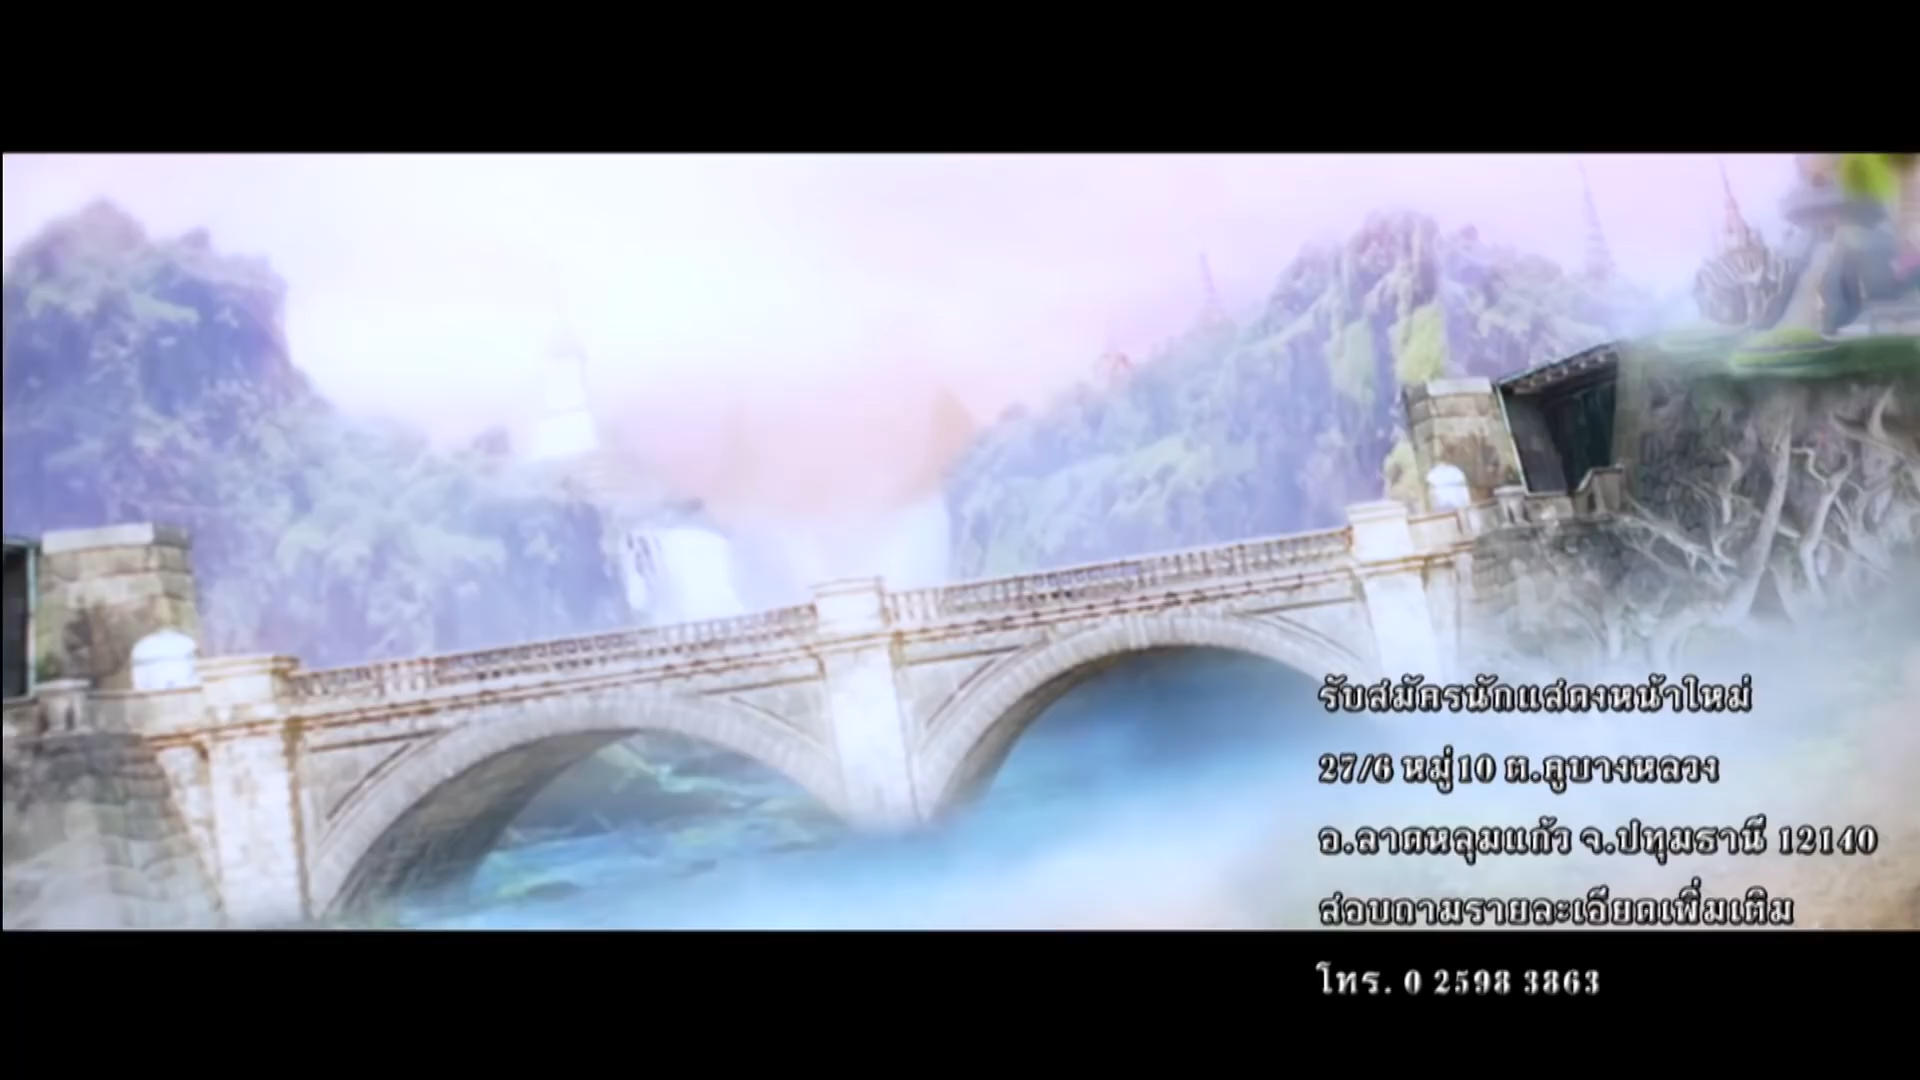 รับสมัครนักแสดงหน้าใหม่
27/6 หมู่10 ต.คูบางหลวง
อ.ลาดหลุมแก้ว จ.ปทุมธานี 12140
สอบถามรายละเอียดเพิ่มเติม
โทร. 0 2598 3863